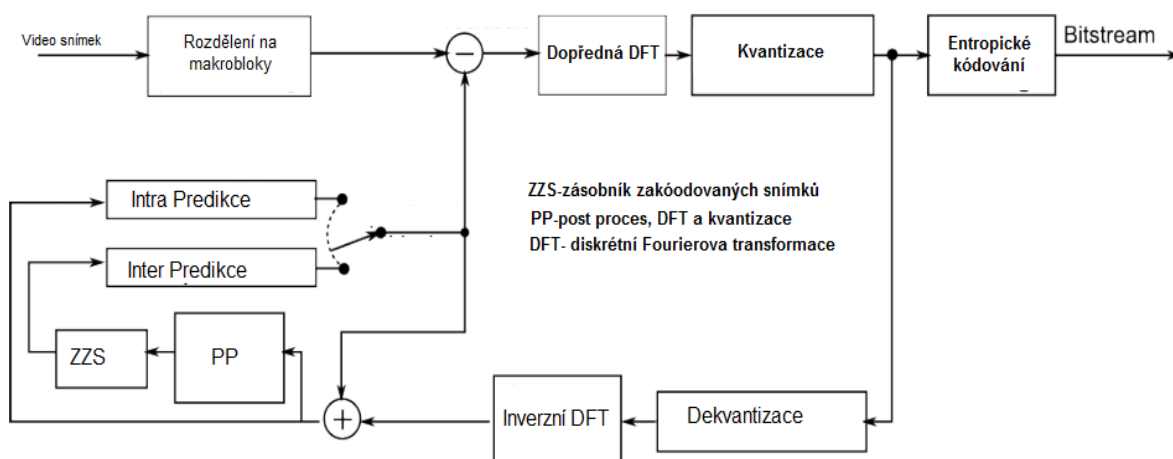 Video snímek
Rozdělení na
makrobloky
−
Dopředná DFT
Kvantizace
Entropické
kódování
Bitstream
Intra Predikce
Inter Predikce
ZZS-zásobník zakóodovaných snímků
PP-post proces, DFT a kvantizace
DFT- diskrétní Fourierova transformace
ZZS
PP
+
Inverzní DFT
Dekvantizace